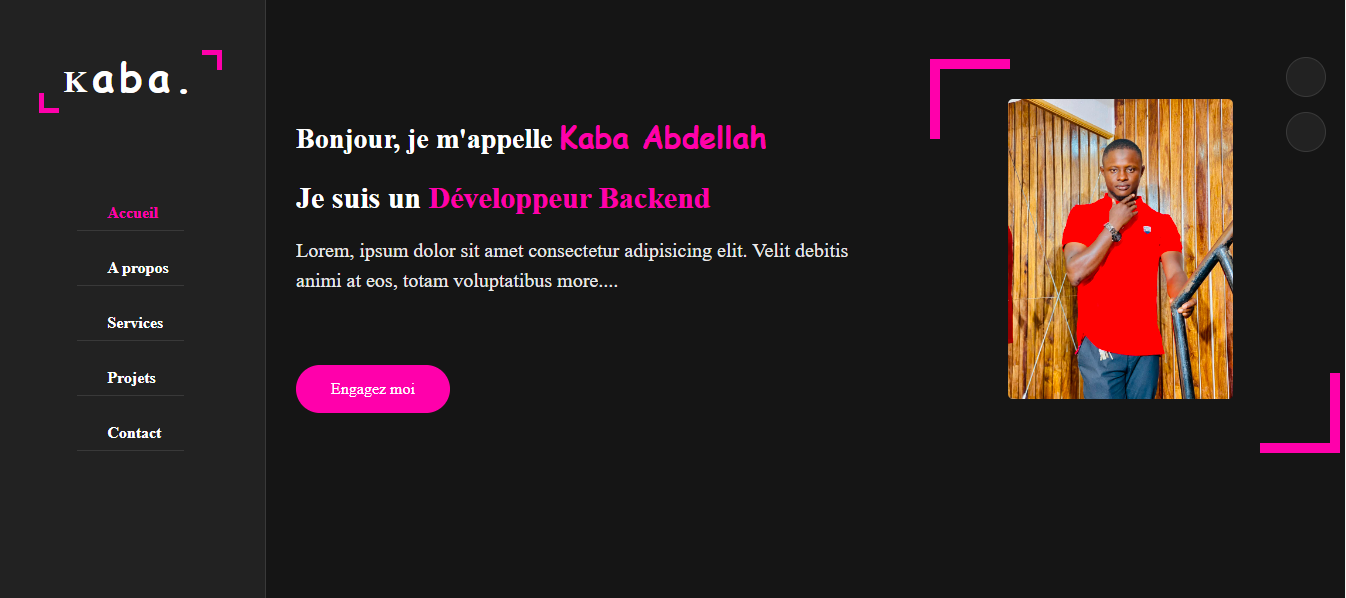 Kaba.
Accueil
A propos
Services
Projets
Contact
Bonjour, je m'appelle Kaba Abdellah
Je suis un Développeur Backend
Lorem, ipsum dolor sit amet consectetur adipisicing elit. Velit debitis
animi at eos, totam voluptatibus more....
Engagez moi